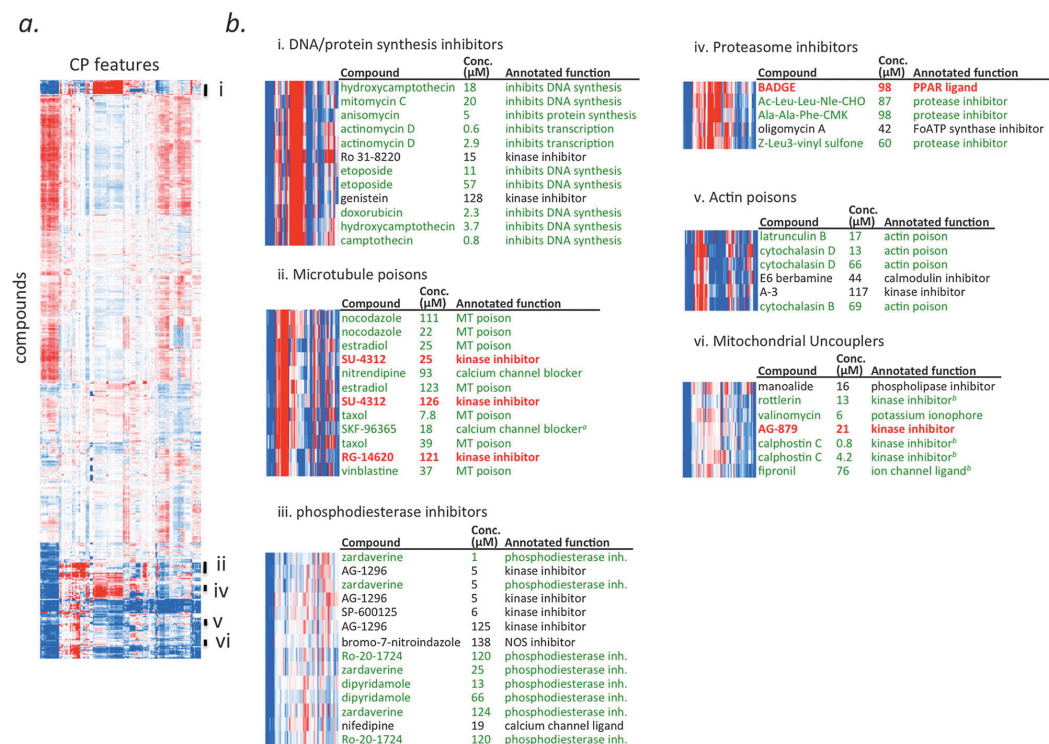 a.
CP features
compounds
i
ii
iv
v
vi
b.
i. DNA/protein synthesis inhibitors
Compound Conc. (μM) Annotated function
hydroxycamptothecin 18 inhibits DNA synthesis
mitomycin C 20 inhibits DNA synthesis
anisomycin 5 inhibits protein synthesis
actinomycin D 0.6 inhibits transcription
actinomycin D 2.9 inhibits transcription
Ro 31-8220 15 kinase inhibitor
etoposide 11 inhibits DNA synthesis
etoposide 57 inhibits DNA synthesis
genistein 128 kinase inhibitor
doxorubicin 2.3 inhibits DNA synthesis
hydroxycamptothecin 3.7 inhibits DNA synthesis
camptothecin 0.8 inhibits DNA synthesis
ii. Microtubule poisons
Compound Conc. (μM) Annotated function
nocodazole 111 MT poison
nocodazole 22 MT poison
estradiol 25 MT poison
SU-4312 25 kinase inhibitor
nitrendipine 93 calcium channel blocker
estradiol 123 MT poison
SU-4312 126 kinase inhibitor
taxol 7.8 MT poison
SKF-96365 18 calcium channel blockerᵃ
taxol 39 MT poison
RG-14620 121 kinase inhibitor
vinblastine 37 MT poison
iii. phosphodiesterase inhibitors
Compound Conc. (μM) Annotated function
zardaverine 1 phosphodiesterase inh.
AG-1296 5 kinase inhibitor
zardaverine 5 phosphodiesterase inh.
AG-1296 5 kinase inhibitor
SP-600125 6 kinase inhibitor
AG-1296 125 kinase inhibitor
bromo-7-nitroindazole 138 NOS inhibitor
Ro-20-1724 120 phosphodiesterase inh.
zardaverine 25 phosphodiesterase inh.
dipyridamole 13 phosphodiesterase inh.
dipyridamole 66 phosphodiesterase inh.
zardaverine 124 phosphodiesterase inh.
nifedipine 19 calcium channel ligand
Ro-20-1724 120 phosphodiesterase inh.
iv. Proteasome inhibitors
Compound Conc. (μM) Annotated function
BADGE 98 PPAR ligand
Ac-Leu-Leu-Nle-CHO 87 protease inhibitor
Ala-Ala-Phe-CMK 98 protease inhibitor
oligomycin A 42 FoATP synthase inhibitor
Z-Leu3-vinyl sulfone 60 protease inhibitor
v. Actin poisons
Compound Conc. (μM) Annotated function
latrunculin B 17 actin poison
cytochalasin D 13 actin poison
cytochalasin D 66 actin poison
E6 berbamine 44 calmodulin inhibitor
A-3 117 kinase inhibitor
cytochalasin B 69 actin poison
vi. Mitochondrial Uncouplers
Compound Conc. (μM) Annotated function
manoalide 16 phospholipase inhibitor
rottlerin 13 kinase inhibitorᵇ
valinomycin 6 potassium ionophore
AG-879 21 kinase inhibitor
calphostin C 0.8 kinase inhibitorᵇ
calphostin C 4.2 kinase inhibitorᵇ
fipronil 76 ion channel ligandᵇ